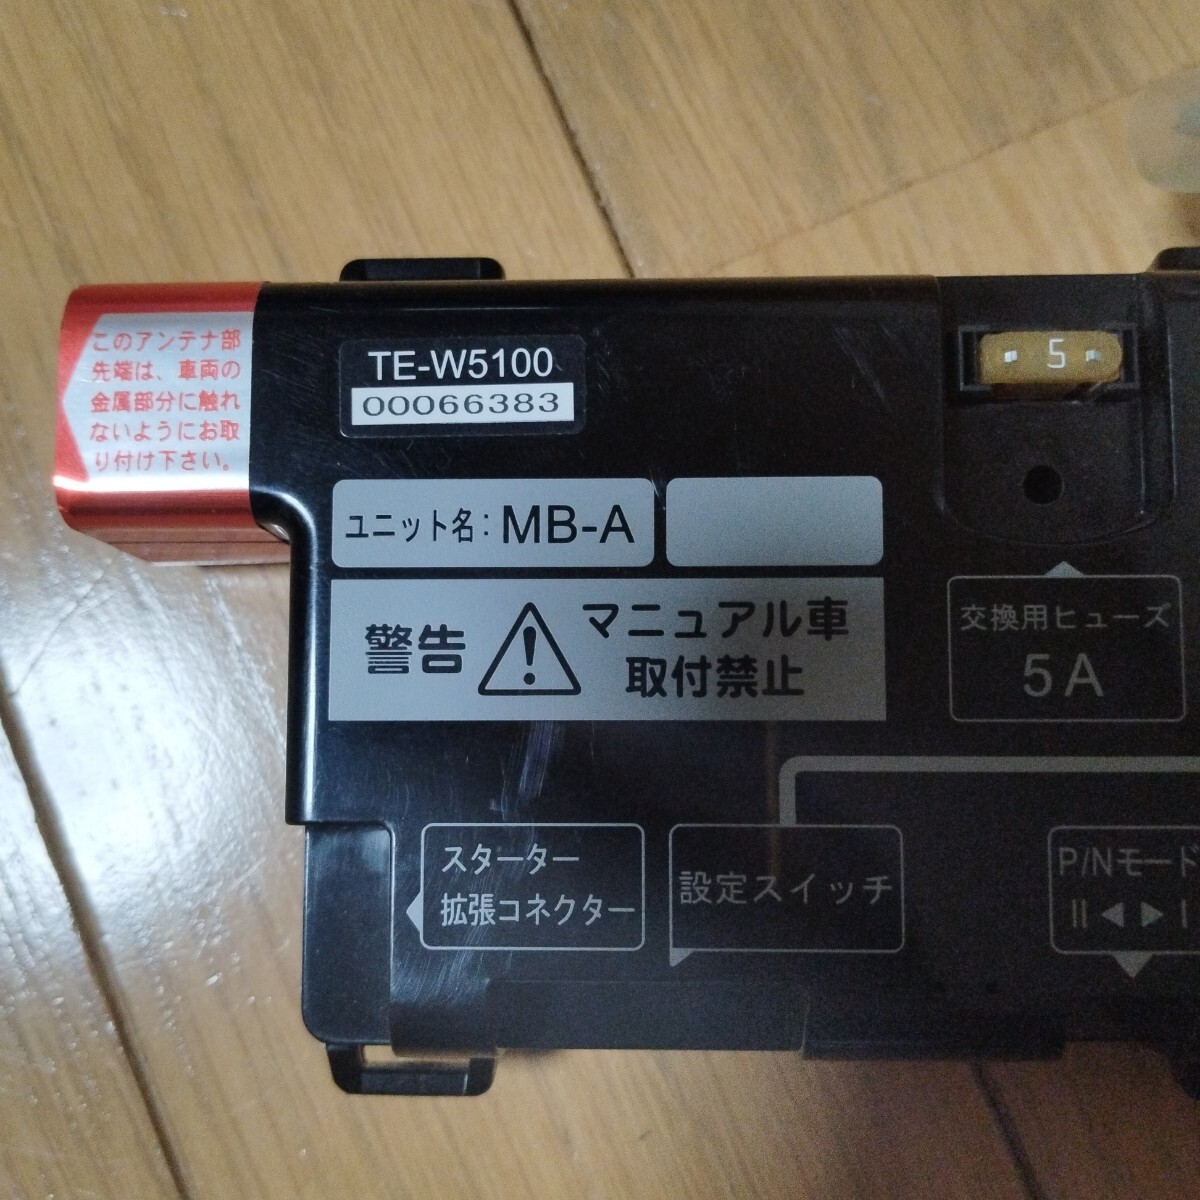 このアンテナ部
先端は、車両の
金属部分に触れ
ないようにお取
り付け下さい。
TE-W5100
00066383
5
ユニット名: MB-A
警告
マニュアル車
取付禁止
交換用ヒューズ
5A
スターター
拡張コネクター
設定スイッチ
P/Nモード
II ◀ ▶ I